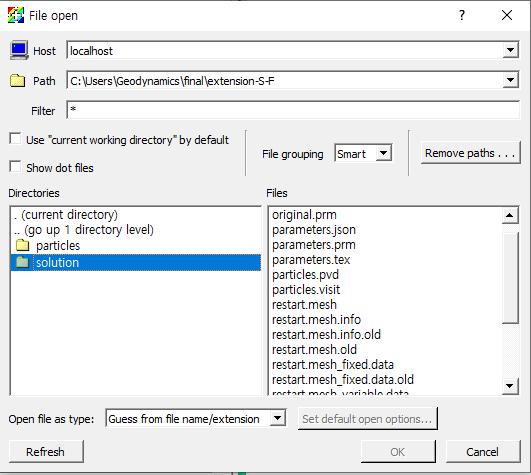 File open
?
Host localhost
Path C:\Users\Geodynamics\final\extension-S-F
Filter *
Use "current working directory" by default
Show dot files
File grouping Smart
Remove paths . . .
Directories
. (current directory)
.. (go up 1 directory level)
particles
solution
Files
original.prm
parameters.json
parameters.prm
parameters.tex
particles.pvd
particles.visit
restart.mesh
restart.mesh.info
restart.mesh.info.old
restart.mesh.old
restart.mesh_fixed.data
restart.mesh_fixed.data.old
restart.mesh_variable.data
Open file as type: Guess from file name/extension
Set default open options...
Refresh
OK
Cancel